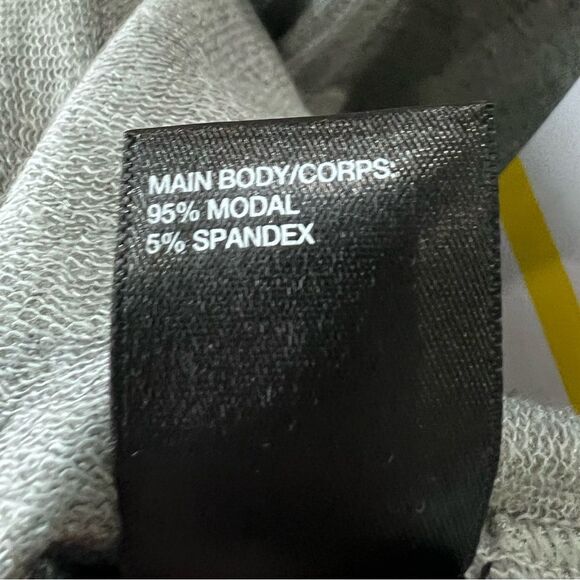 MAIN BODY/CORPS:
95% MODAL
5% SPANDEX